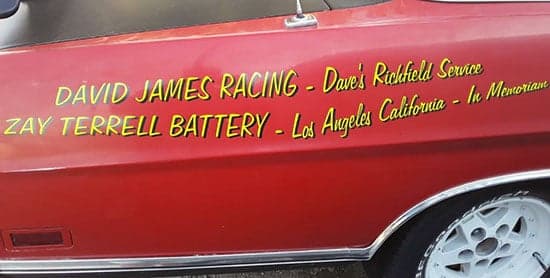 DAVID JAMES RACING - Dave's Richfield Service
ZAY TERRELL BATTERY - Los Angeles California - In Memoriam